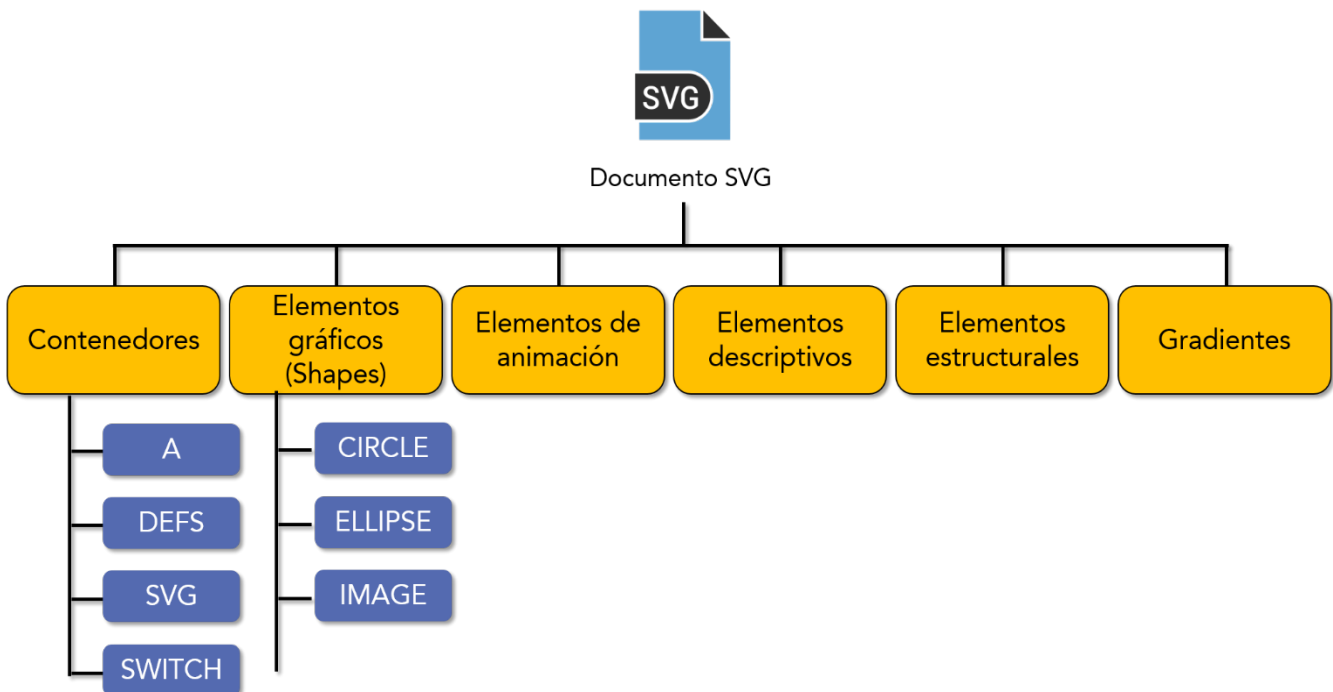 SVG
Documento SVG
Contenedores
Elementos
gráficos
(Shapes)
Elementos de
animación
Elementos
descriptivos
Elementos
estructurales
Gradientes
A
DEFS
SVG
SWITCH
CIRCLE
ELLIPSE
IMAGE